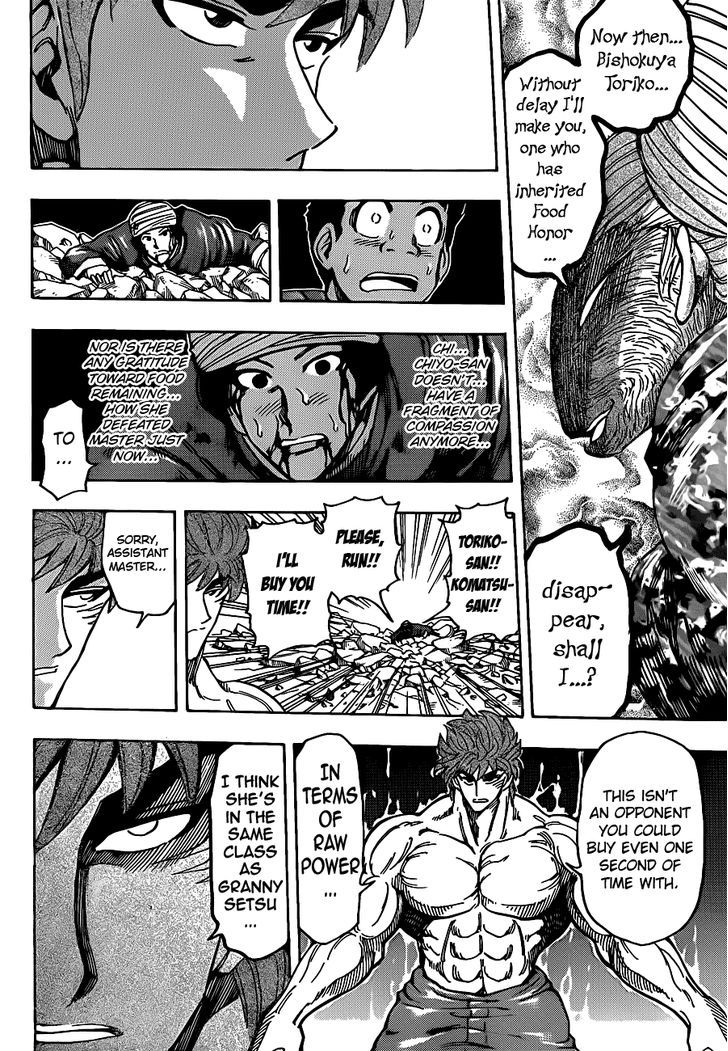 Now then...
Bishokuya
Toriko...
Without
delay I'll
make you,
one who
has
inherited
Food
Honor
...
disap-
pear,
shall
I...?
CHI...
CHIYO-SAN
DOESN'T...
HAVE A
FRAGMENT OF
COMPASSION
ANYMORE...
NOR IS THERE
ANY GRATITUDE
TOWARD FOOD
REMAINING...
HOW SHE
DEFEATED
MASTER JUST
NOW...
TO
...
TORIKO-
SAN!!
KOMATSU-
SAN!!
PLEASE,
RUN!!
I'LL
BUY YOU
TIME!!
SORRY,
ASSISTANT
MASTER...
THIS ISN'T
AN OPPONENT
YOU COULD
BUY EVEN ONE
SECOND OF
TIME WITH.
IN
TERMS
OF RAW
POWER
...
I THINK
SHE'S
IN THE
SAME
CLASS AS
GRANNY
SETSU
...